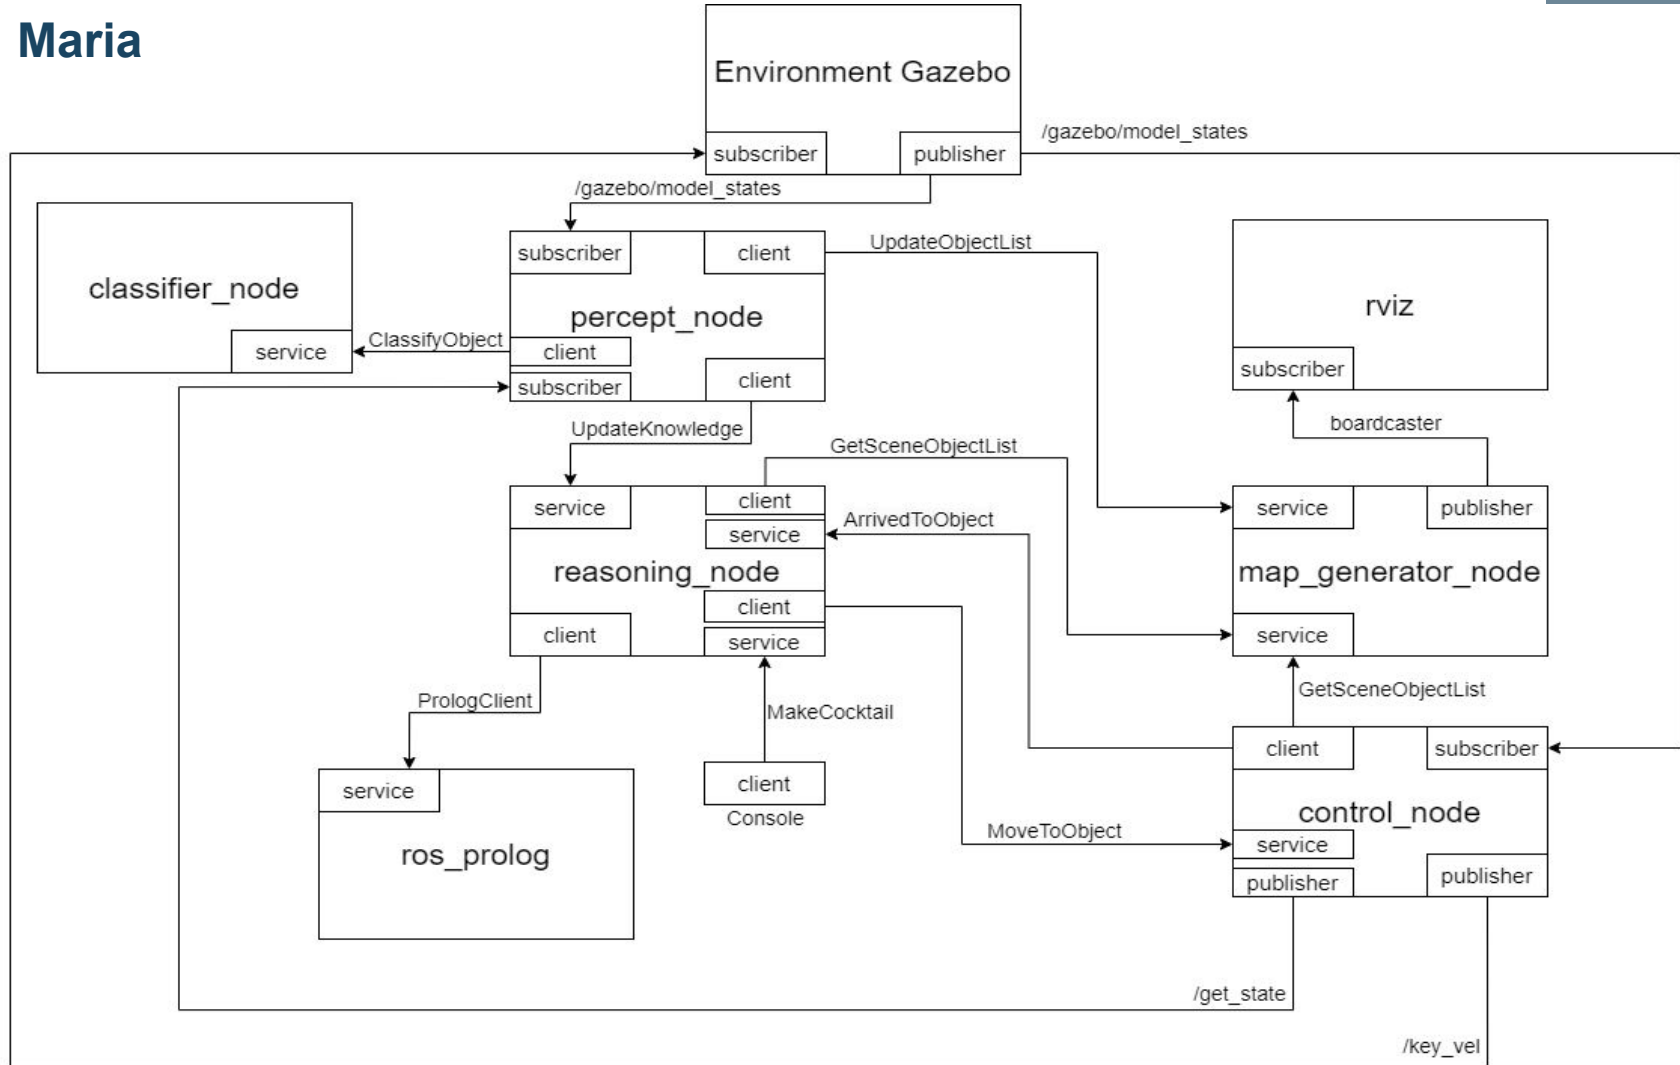 Maria
Environment Gazebo
subscriber
publisher
/gazebo/model_states
/gazebo/model_states
classifier_node
service
ClassifyObject
subscriber
client
percept_node
client
subscriber
client
UpdateObjectList
rviz
subscriber
boardcaster
UpdateKnowledge
GetSceneObjectList
service
client
service
ArrivedToObject
reasoning_node
client
client
service
service
publisher
map_generator_node
service
PrologClient
MakeCocktail
GetSceneObjectList
service
ros_prolog
client
Console
MoveToObject
client
subscriber
control_node
service
publisher
publisher
/get_state
/key_vel